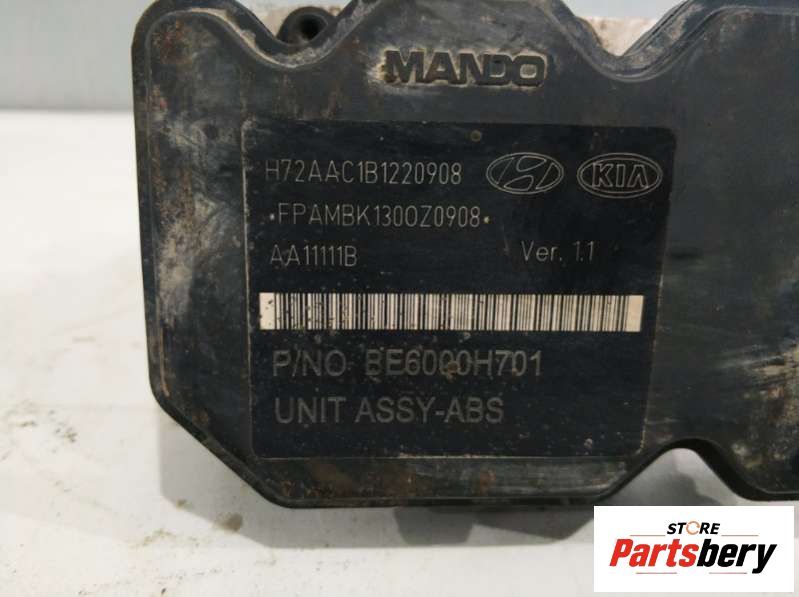 MANDO
H72AAC1B1220908
KIA
•FPAMBK1300Z0908•
AA11111B Ver. 1.1
P/NO BE6000H701
UNIT ASSY-ABS
STORE
Partsbery